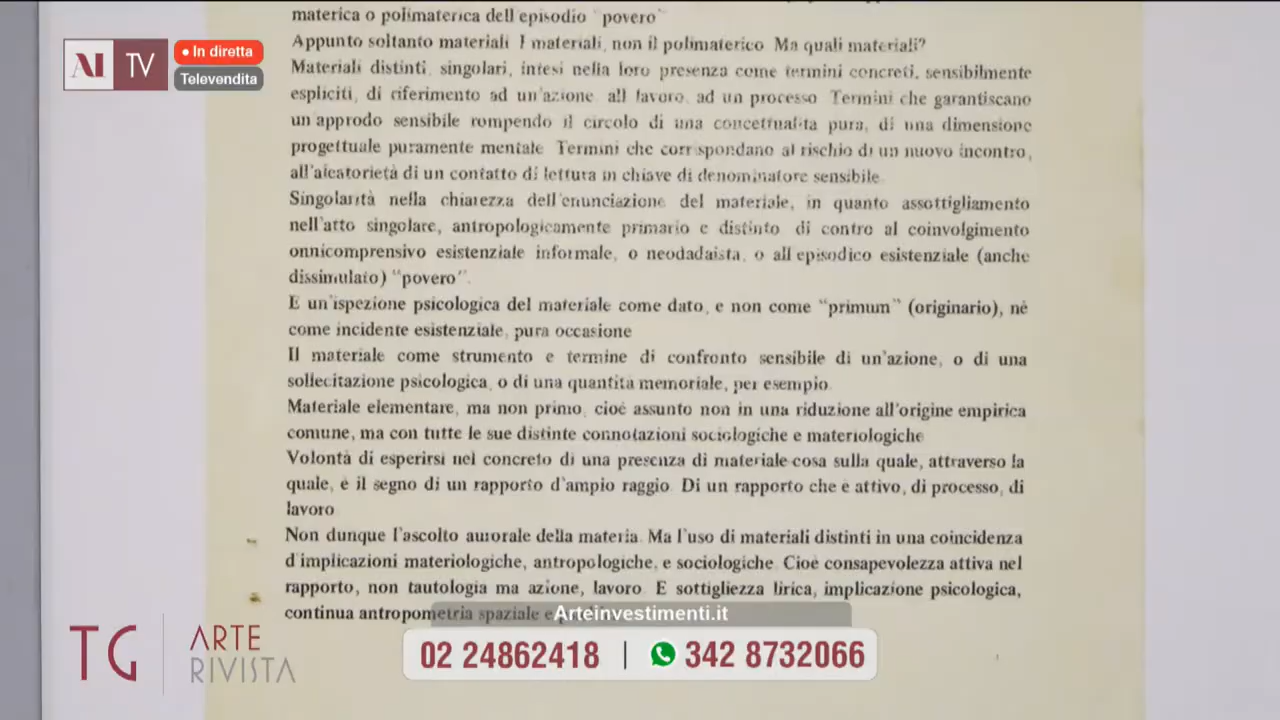 materica o polimaterica dell episodio "povero"
Appunto soltanto materiali I materiali, non il polimaterico Ma quali materiali?
Materiali distinti, singolari, intesi nella loro presenza come termini concreti, sensibilmente
espliciti, di riferimento ad un'azione all lavoro, ad un processo Termini che garantiscano
un approdo sensibile rompendo il circolo di una concettualita pura, di una dimensione
progettuale puramente mentale Termini che corrispondano al rischio di un nuovo incontro,
all'aleatorietà di un contatto di lettura in chiave di denominatore sensibile
Singolarità nella chiarezza dell'enunciazione del materiale, in quanto assottigliamento
nell'atto singolare, antropologicamente primario e distinto di contro al coinvolgimento
onnicomprensivo esistenziale informale, o neodadaista, o all episodico esistenziale (anche
dissimulato) "povero".
E un'ispezione psicologica del materiale come dato, e non come "primum" (originario), nè
come incidente esistenziale, pura occasione
Il materiale come strumento e termine di confronto sensibile di un'azione, o di una
sollecitazione psicologica, o di una quantità memoriale, per esempio
Materiale elementare, ma non primo, cioé assunto non in una riduzione all'origine empirica
comune, ma con tutte le sue distinte connotazioni sociologiche e materiologiche
Volontà di esperirsi nel concreto di una presenza di materiale-cosa sulla quale, attraverso la
quale, è il segno di un rapporto d'ampio raggio. Di un rapporto che è attivo, di processo, di
lavoro
Non dunque l'ascolto aurorale della materia. Ma l'uso di materiali distinti in una coincidenza
d'implicazioni materiologiche, antropologiche, e sociologiche. Cioè consapevolezza attiva nel
rapporto, non tautologia ma azione, lavoro. E sottigliezza lirica, implicazione psicologica,
continua antropometria spaziale e
AI TV
In diretta
Televendita
Arteinvestimenti.it
02 24862418 | 342 8732066
TG ARTE
RIVISTA